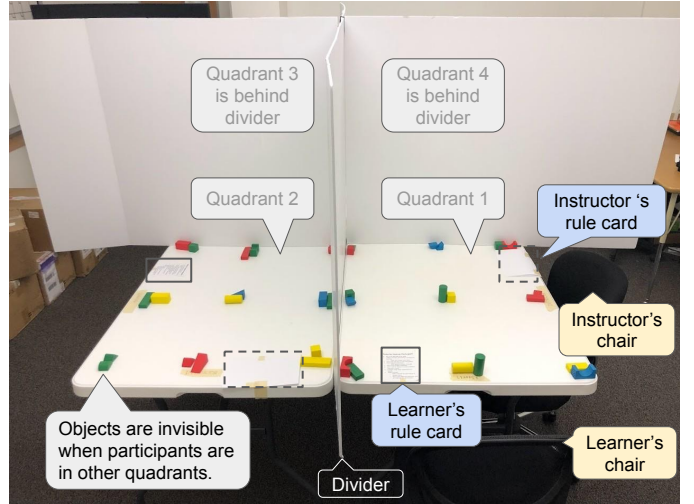 Quadrant 3
is behind
divider
Quadrant 4
is behind
divider
Quadrant 2
Quadrant 1
Instructor 's
rule card
Instructor's
chair
Objects are invisible
when participants are
in other quadrants.
Learner's
rule card
Learner's
chair
Divider